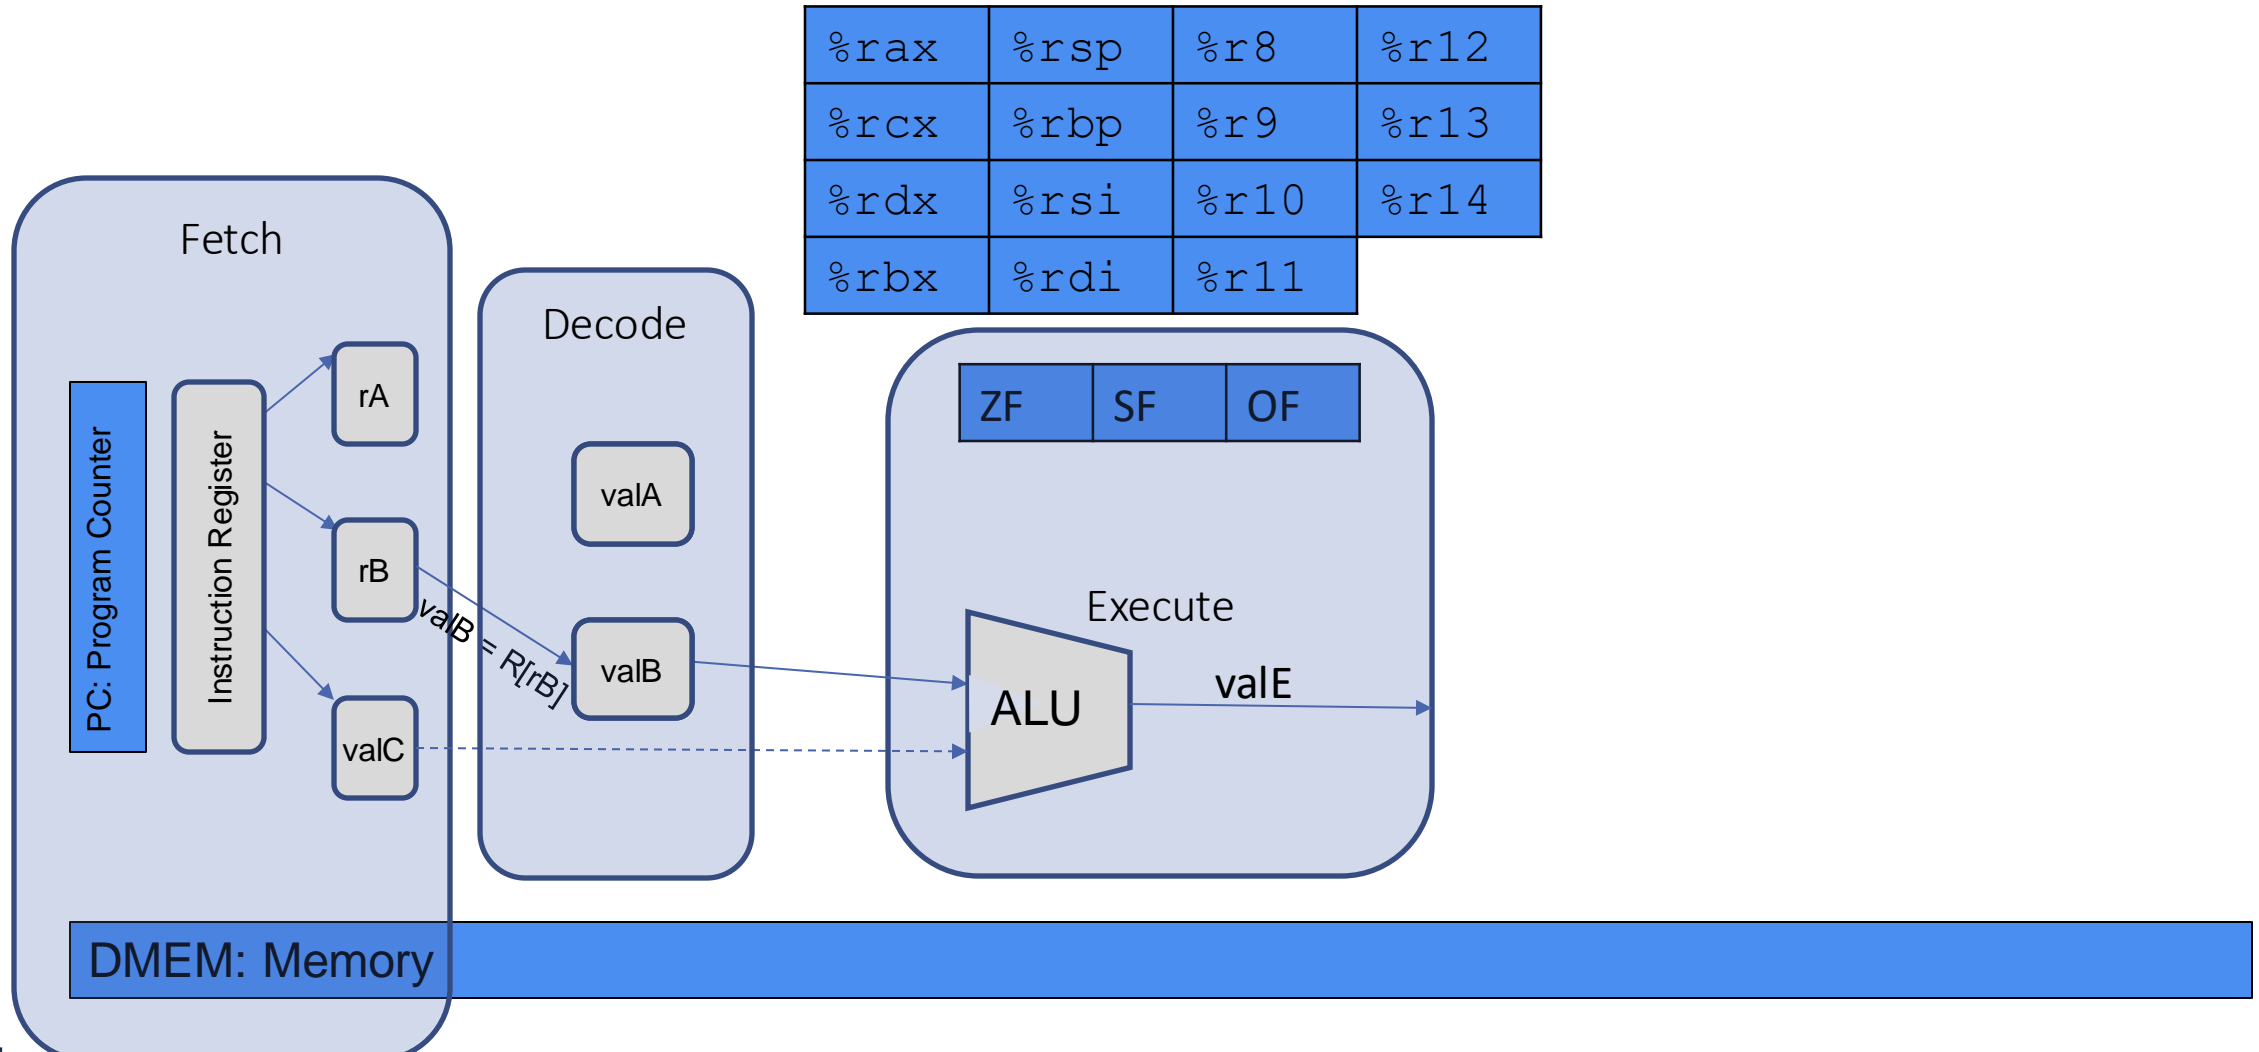 %rax %rsp %r8 %r12
%rcx %rbp %r9 %r13
%rdx %rsi %r10 %r14
%rbx %rdi %r11
Fetch
PC: Program Counter
Instruction Register
rA
rB
valC
Decode
valA
valB = R[rB]
valB
ZF SF OF
Execute
ALU
valE
DMEM: Memory